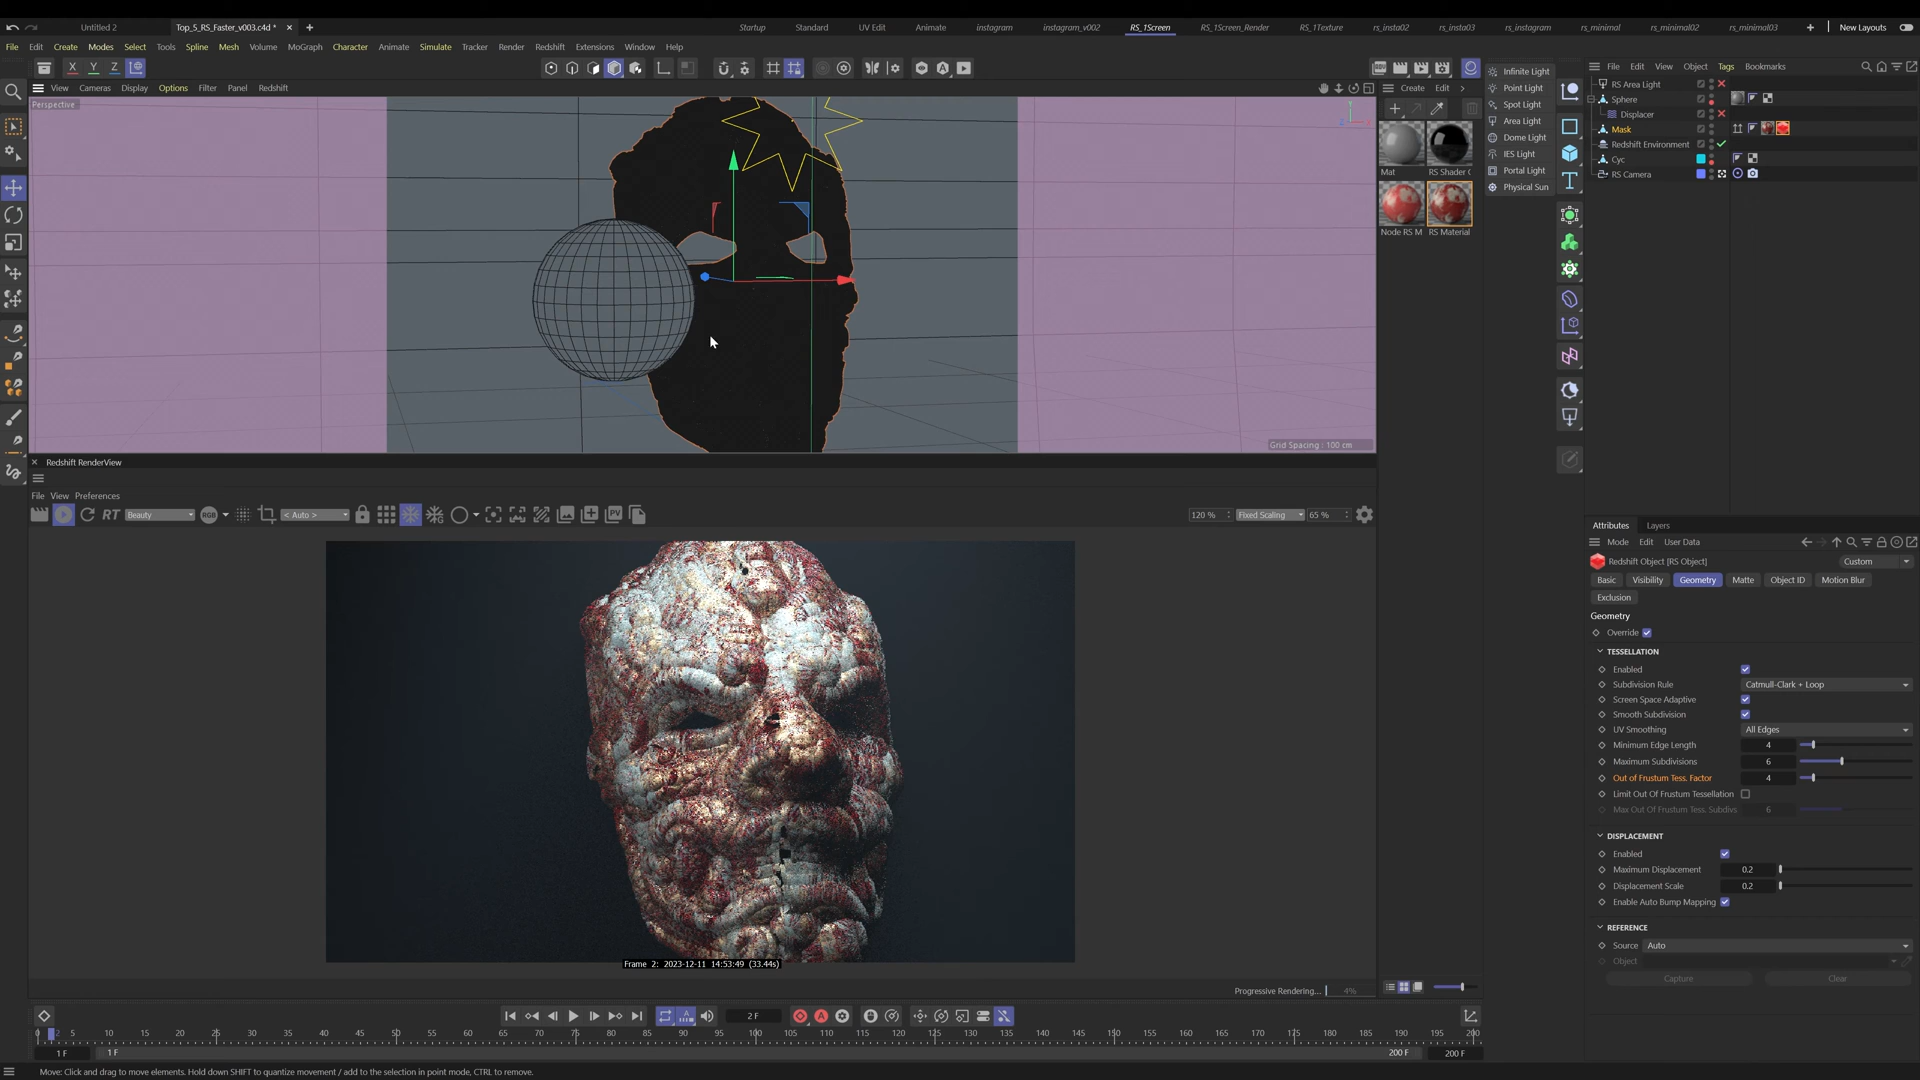 Untitled 2
Top_5_RS_Faster_v003.c4d *
Startup
Standard
UV Edit
Animate
instagram
instagram_v002
RS_1Screen
RS_1Screen_Render
RS_1Texture
rs_insta02
rs_insta03
rs_instagram
rs_minimal
rs_minimal02
rs_minimal03
New Layouts
File Edit Create Modes Select Tools Spline Mesh Volume MoGraph Character Animate Simulate Tracker Render Redshift Extensions Window Help
X Y Z
View Cameras Display Options Filter Panel Redshift
Perspective
Grid Spacing : 100 cm
Create Edit
Mat
RS Shader
Node RS M
RS Material
Infinite Light
Point Light
Spot Light
Area Light
Dome Light
IES Light
Portal Light
Physical Sun
File Edit View Object Tags Bookmarks
RS Area Light
Sphere
Displacer
Mask
Redshift Environment
Cyc
RS Camera
Redshift RenderView
File View Preferences
RT
Beauty
RGB
< Auto >
PV
120 %
Fixed Scaling
65 %
Frame 2: 2023-12-11 14:53:49 (33.44s)
Progressive Rendering...
4%
Attributes
Layers
Mode Edit User Data
Redshift Object [RS Object]
Custom
Basic
Visibility
Geometry
Matte
Object ID
Motion Blur
Exclusion
Geometry
Override
TESSELLATION
Enabled
Subdivision Rule Catmull-Clark + Loop
Screen Space Adaptive
Smooth Subdivision
UV Smoothing All Edges
Minimum Edge Length 4
Maximum Subdivisions 6
Out of Frustum Tess. Factor 4
Limit Out Of Frustum Tessellation
Max Out Of Frustum Tess. Subdivs 6
DISPLACEMENT
Enabled
Maximum Displacement 0.2
Displacement Scale 0.2
Enable Auto Bump Mapping
REFERENCE
Source Auto
Object
Capture
Clear
2 F
0 2 5 10 15 20 25 30 35 40 45 50 55 60 65 70 75 80 85 90 95 100 105 110 115 120 125 130 135 140 145 150 155 160 165 170 175 180 185 190 195 200
1 F
1 F
200 F
200 F
Move: Click and drag to move elements. Hold down SHIFT to quantize movement / add to the selection in point mode, CTRL to remove.